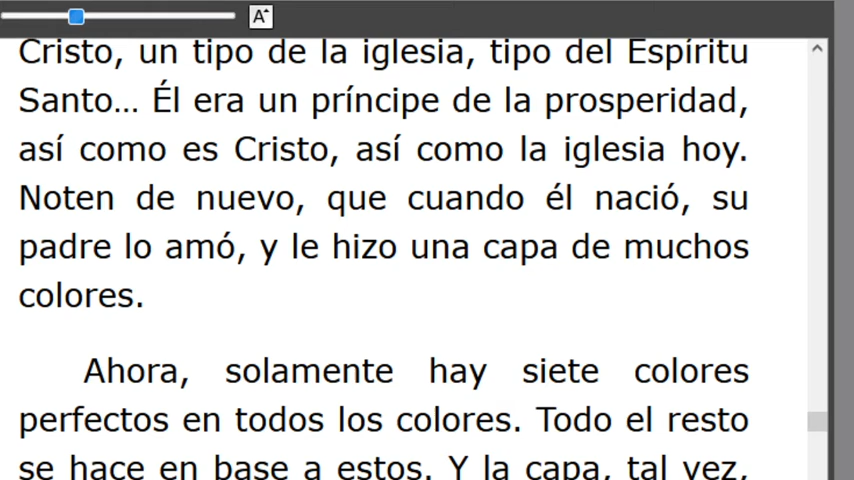 A
Cristo, un tipo de la iglesia, tipo del Espíritu
Santo... Él era un príncipe de la prosperidad,
así como es Cristo, así como la iglesia hoy.
Noten de nuevo, que cuando él nació, su
padre lo amó, y le hizo una capa de muchos
colores.
Ahora, solamente hay siete colores
perfectos en todos los colores. Todo el resto
se hace en base a estos. Y la capa, tal vez,